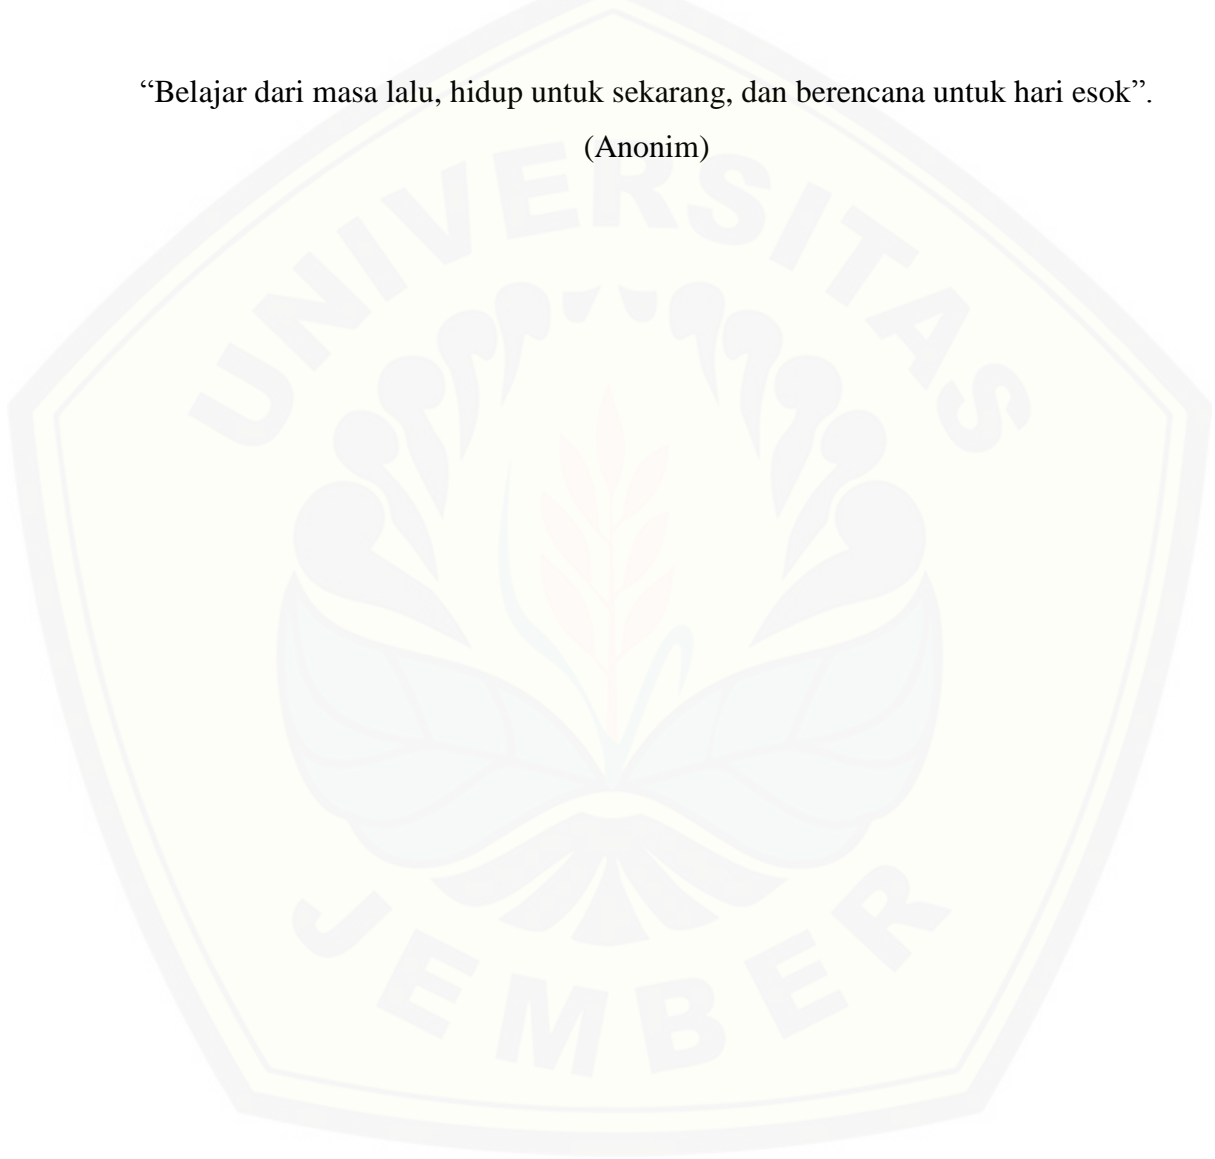 “Belajar dari masa lalu, hidup untuk sekarang, dan berencana untuk hari esok”.
(Anonim)
UNIVERSITAS
JEMBER